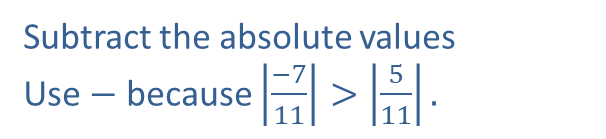 Subtract the absolute values
Use − because |−7/11| > |5/11|.